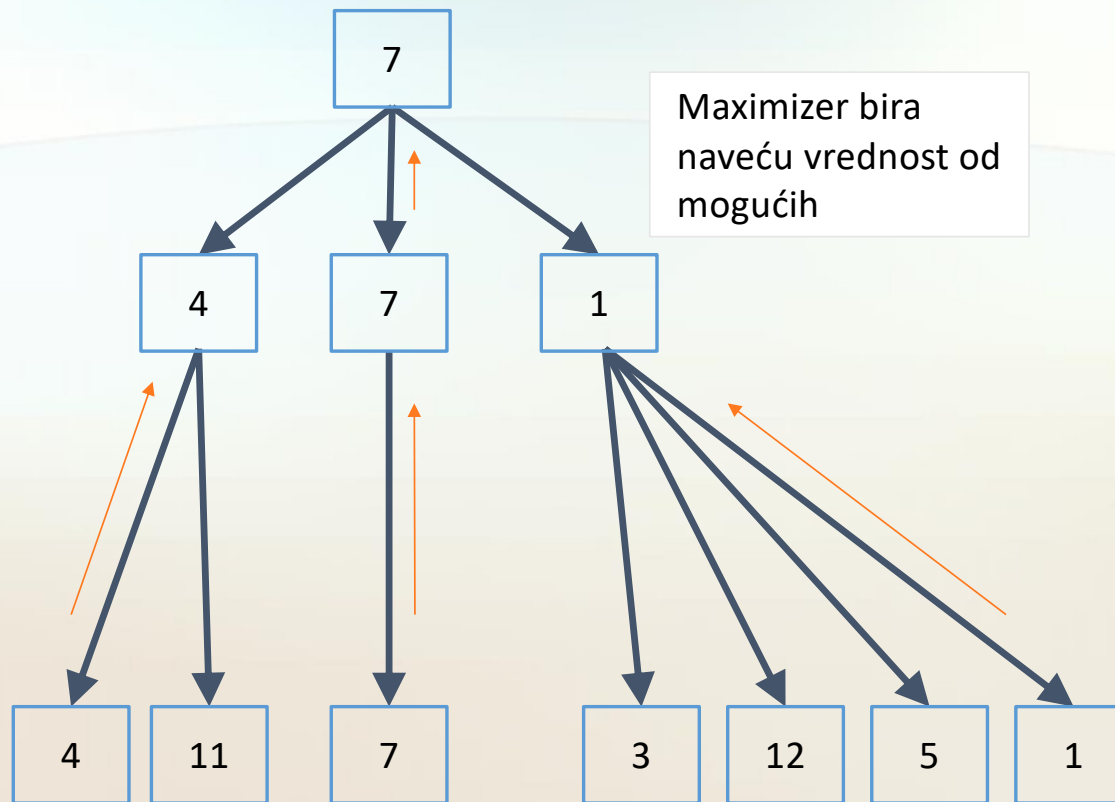 7
Maximizer bira
naveću vrednost od
mogućih
4 7 1
4 11 7 3 12 5 1